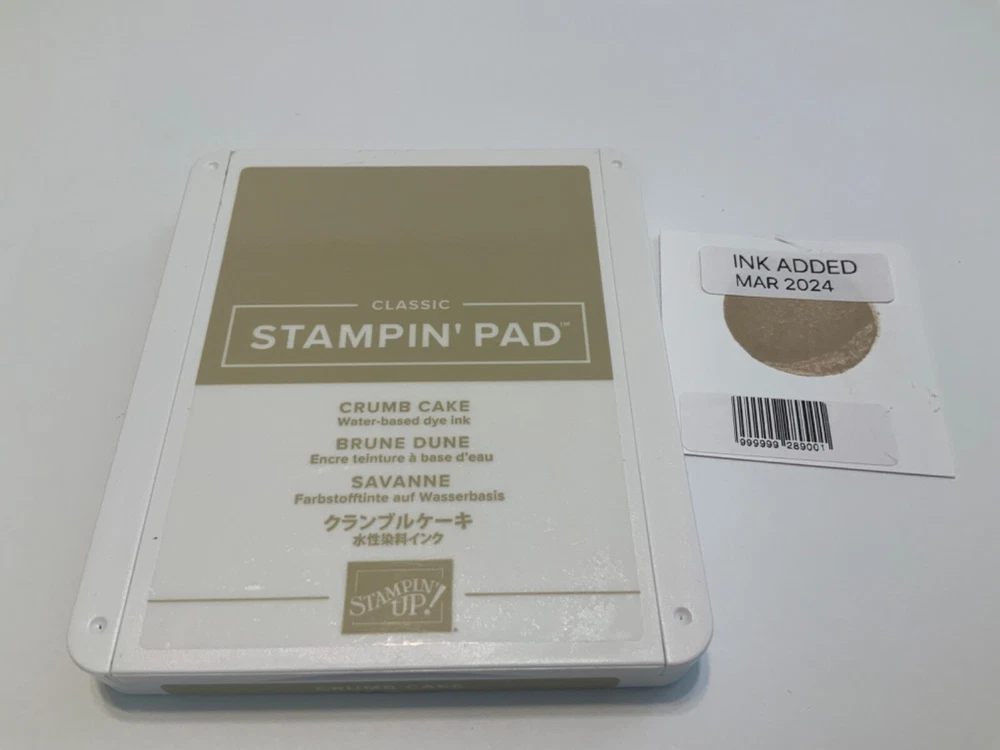 CLASSIC
STAMPIN' PAD™
CRUMB CAKE
Water-based dye ink
BRUNE DUNE
Encre teinture à base d'eau
SAVANNE
Farbstofftinte auf Wasserbasis
クランブルケーキ
水性染料インク
STAMPIN'
UP!
CRUMB CAKE
INK ADDED
MAR 2024
999999 289001